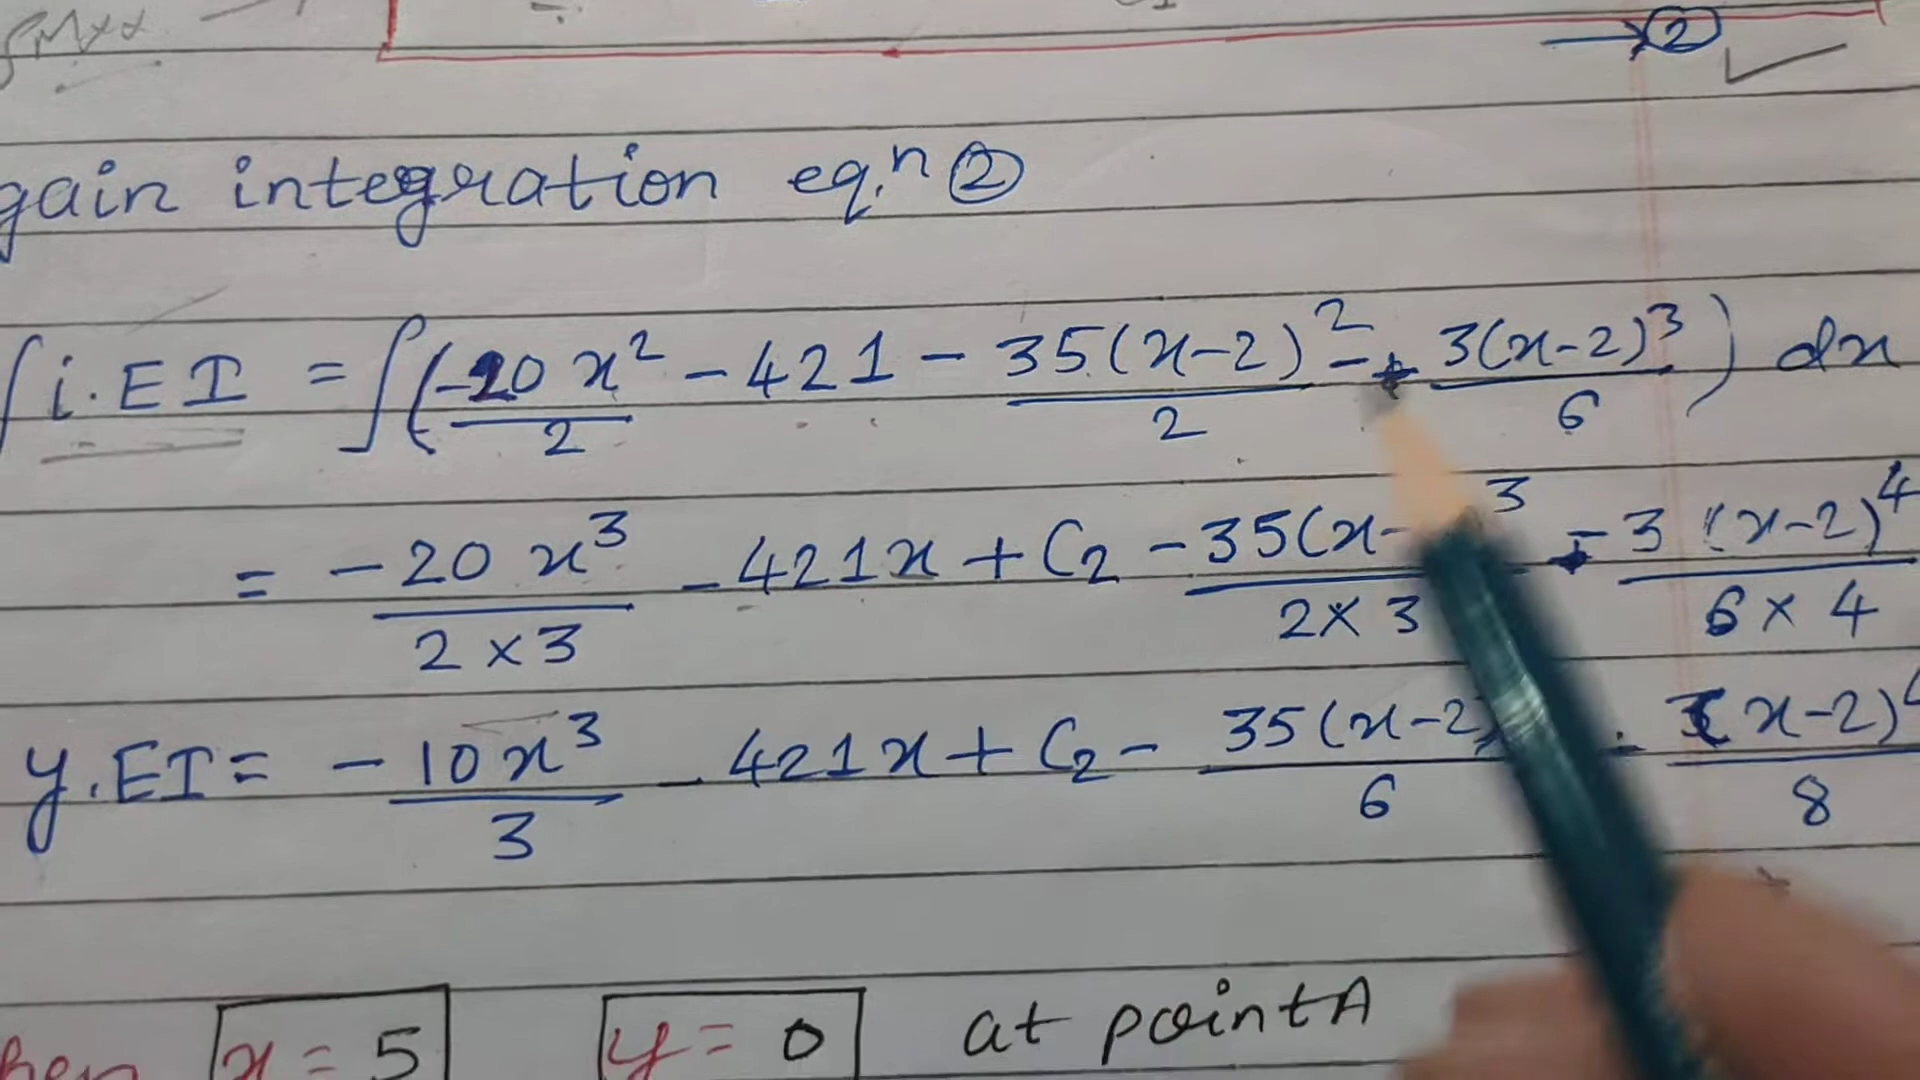 → ②
gain integration eq.ⁿ ②
∫ i.EI = ∫(-20x²/2 - 421 - 35(x-2)²/2 - 3(x-2)³/6) dx
= -20x³/2×3 - 421x + C₂ - 35(x- ³/2×3 - 3(x-2)⁴/6×4
y.EI = -10x³/3 - 421x + C₂ - 35(x-2)/6 - (x-2)⁴/8
x = 5 y = 0 at point A